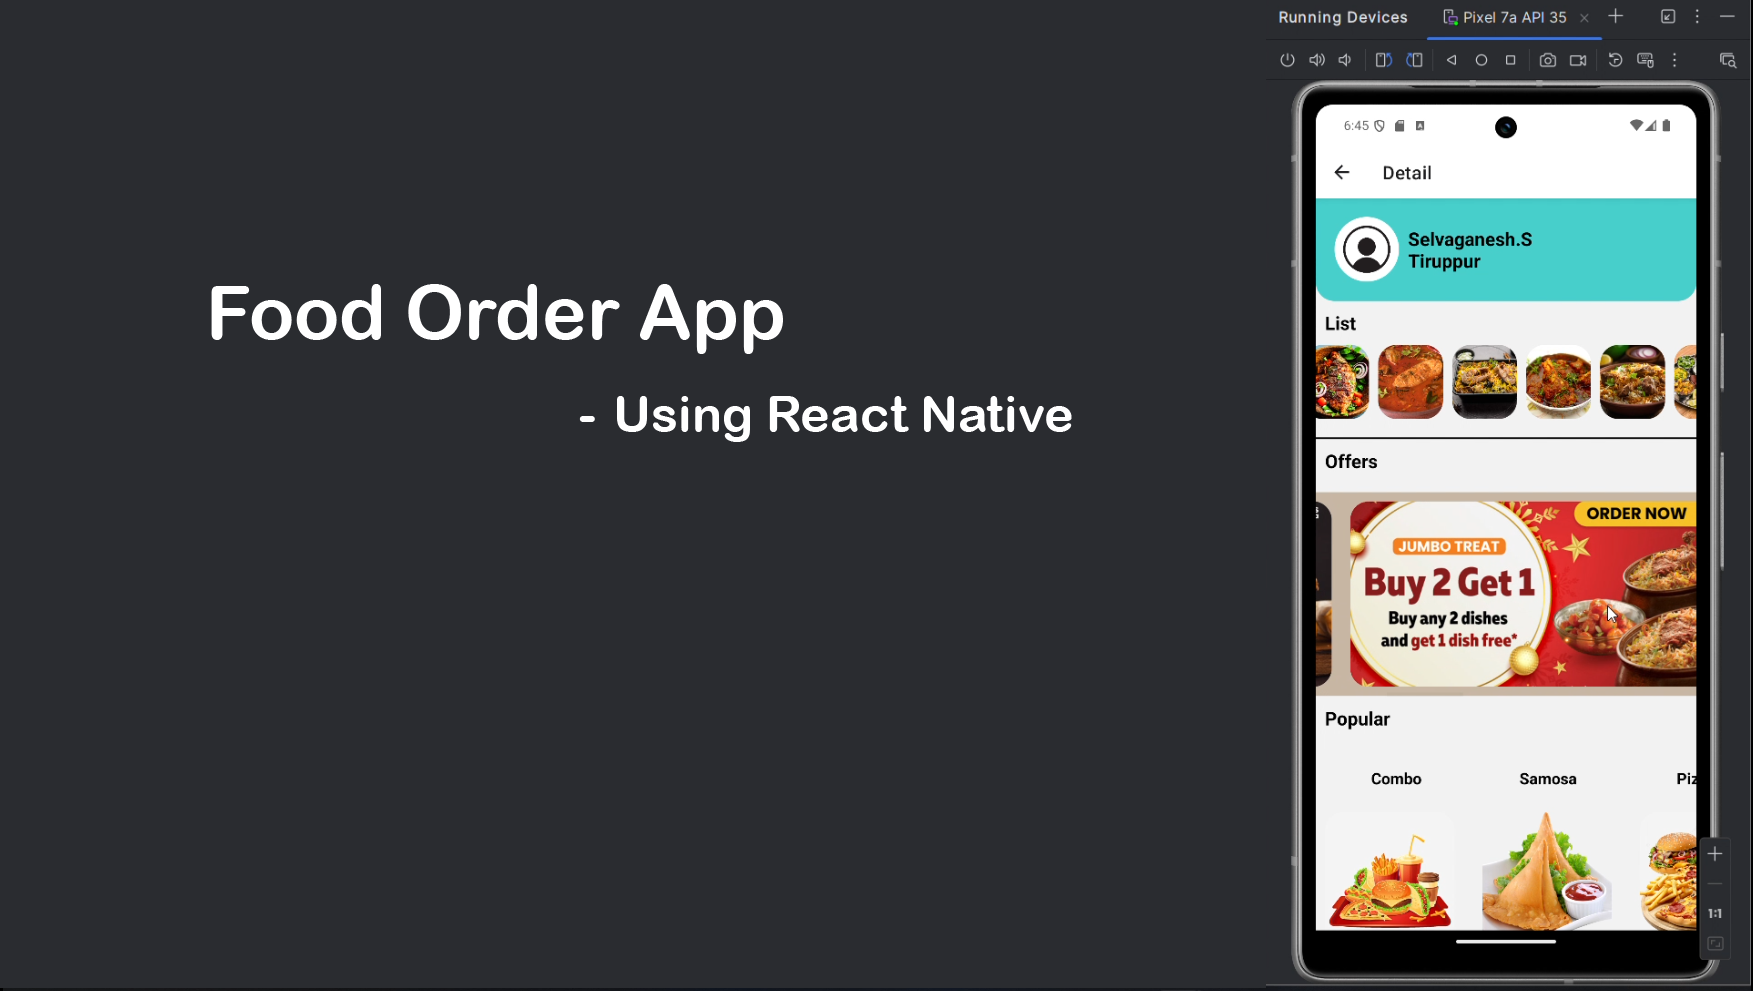 Running Devices
Pixel 7a API 35
Food Order App
- Using React Native
6:45
Detail
Selvaganesh.S
Tiruppur
List
Offers
ORDER NOW
JUMBO TREAT
Buy 2 Get 1
Buy any 2 dishes
and get 1 dish free*
Popular
Combo
Samosa
Piz
1:1